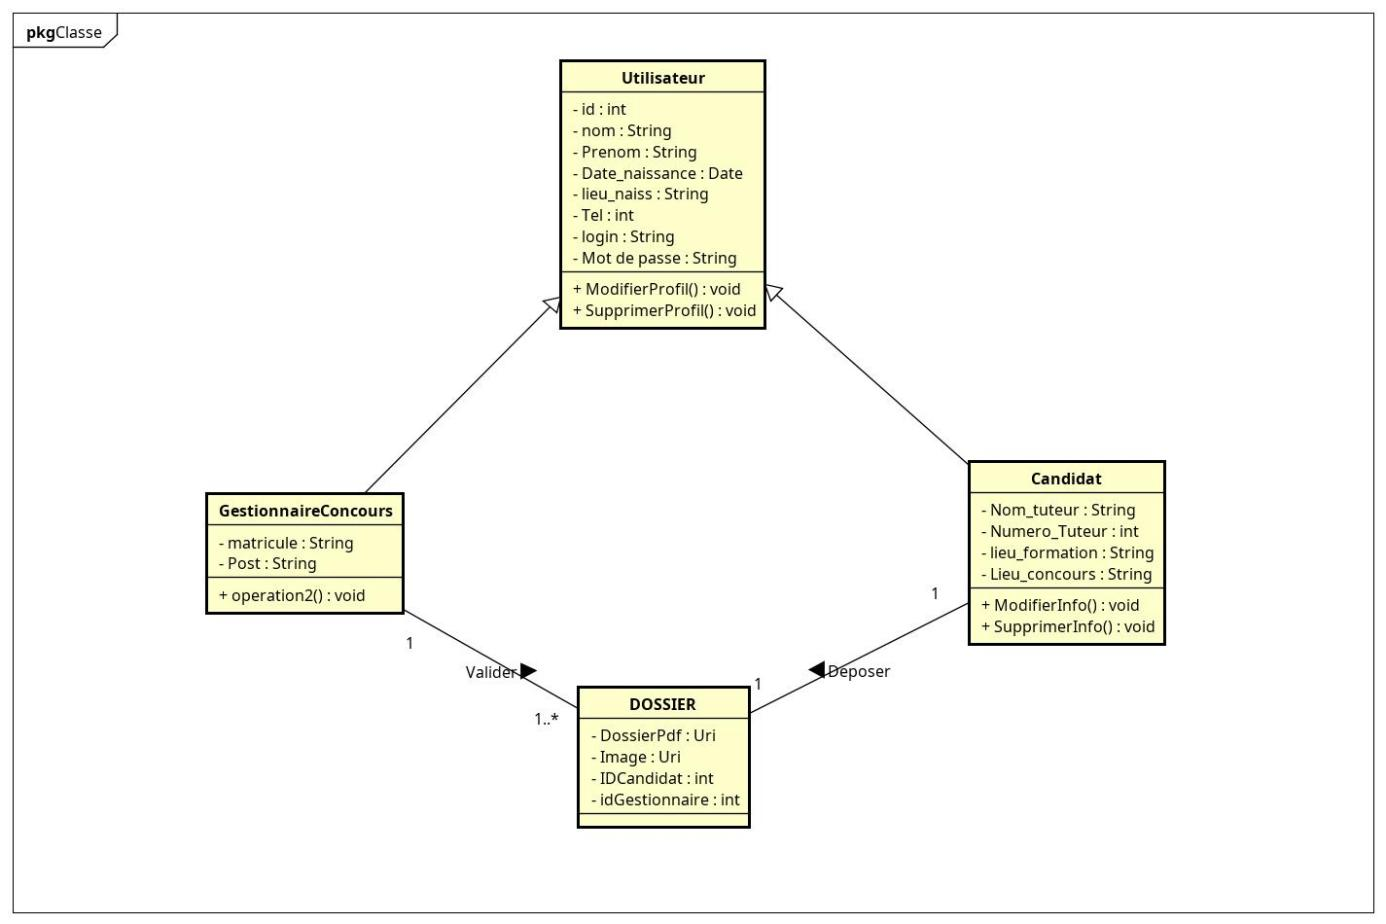 pkgClasse
Utilisateur
- id : int
- nom : String
- Prenom : String
- Date_naissance : Date
- lieu_naiss : String
- Tel : int
- login : String
- Mot de passe : String
+ ModifierProfil() : void
+ SupprimerProfil() : void
GestionnaireConcours
- matricule : String
- Post : String
+ operation2() : void
Candidat
- Nom_tuteur : String
- Numero_Tuteur : int
- lieu_formation : String
- Lieu_concours : String
+ ModifierInfo() : void
+ SupprimerInfo() : void
1
Valider
1..*
1
Deposer
1
DOSSIER
- DossierPdf : Uri
- Image : Uri
- IDCandidat : int
- idGestionnaire : int